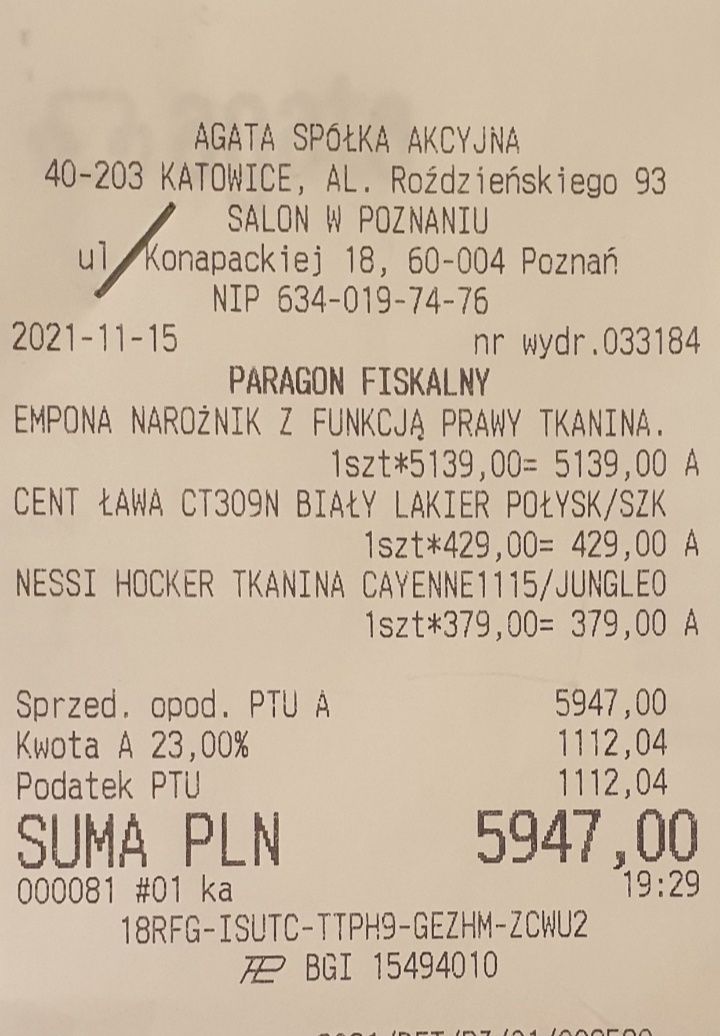 AGATA SPÓŁKA AKCYJNA
40-203 KATOWICE, AL. Roździeńskiego 93
SALON W POZNANIU
ul Konapackiej 18, 60-004 Poznań
NIP 634-019-74-76
2021-11-15 nr wydr.033184
PARAGON FISKALNY
EMPONA NAROŻNIK Z FUNKCJĄ PRAWY TKANINA.
1szt*5139,00= 5139,00 A
CENT ŁAWA CT309N BIAŁY LAKIER POŁYSK/SZK
1szt*429,00= 429,00 A
NESSI HOCKER TKANINA CAYENNE1115/JUNGLEO
1szt*379,00= 379,00 A
Sprzed. opod. PTU A 5947,00
Kwota A 23,00% 1112,04
Podatek PTU 1112,04
SUMA PLN 5947,00
000081 #01 ka 19:29
18RFG-ISUTC-TTPH9-GEZHM-ZCWU2
BGI 15494010